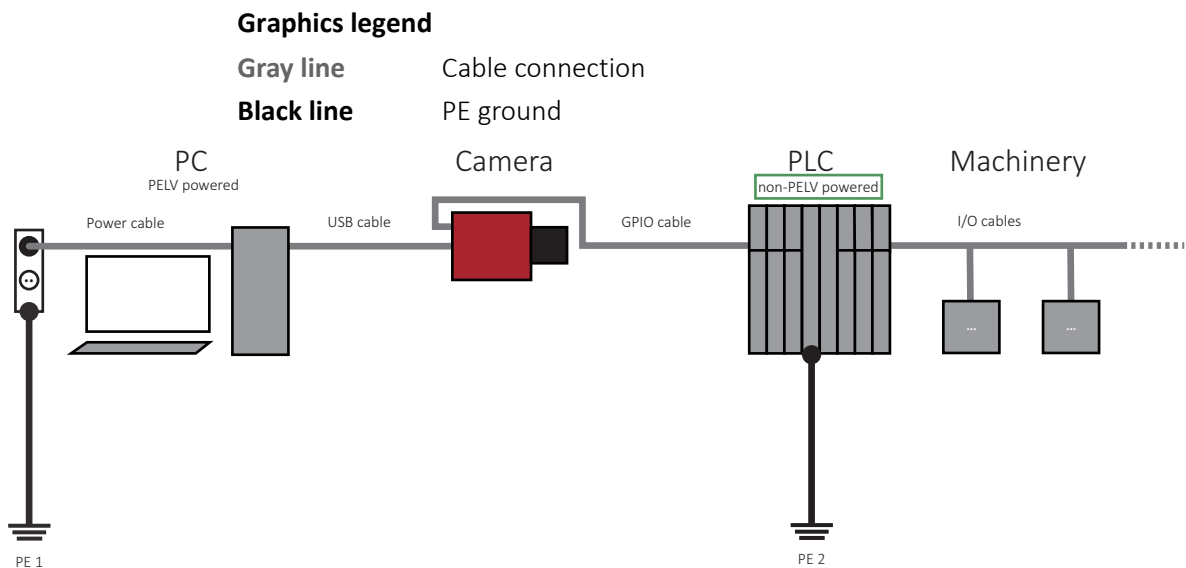 Graphics legend
Gray line Cable connection
Black line PE ground
PC Camera PLC Machinery
PELV powered non-PELV powered
Power cable USB cable GPIO cable I/O cables
... ...
PE 1 PE 2